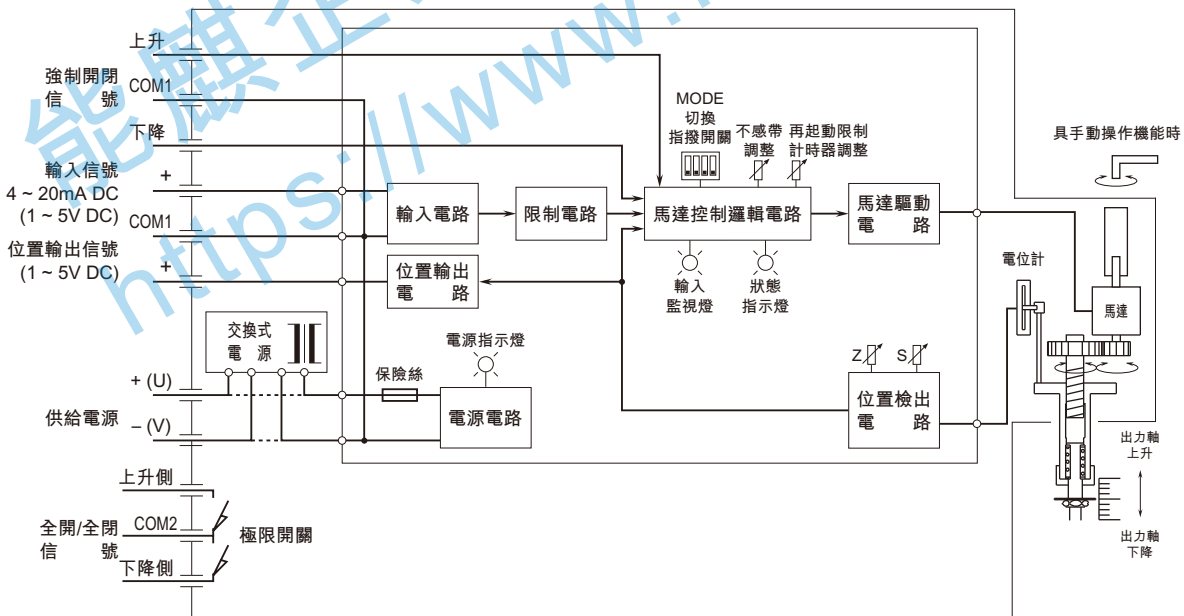 上升
強制開閉 COM1
信 號
下降
輸入信號 +
4 ~ 20mA DC
(1 ~ 5V DC)
COM1
位置輸出信號
(1 ~ 5V DC) +
交換式
電 源
+ (U)
供給電源
– (V)
上升側
全開/全閉 COM2
信 號
下降側
極限開關
MODE
切換
指撥開關
不感帶
調整
再起動限制
計時器調整
輸入電路
限制電路
馬達控制邏輯電路
馬達驅動
電 路
位置輸出
電 路
輸入
監視燈
狀態
指示燈
電源指示燈
保險絲
電源電路
Z
S
位置檢出
電 路
具手動操作機能時
電位計
馬達
出力軸
上升
出力軸
下降
能麒企
https://www.